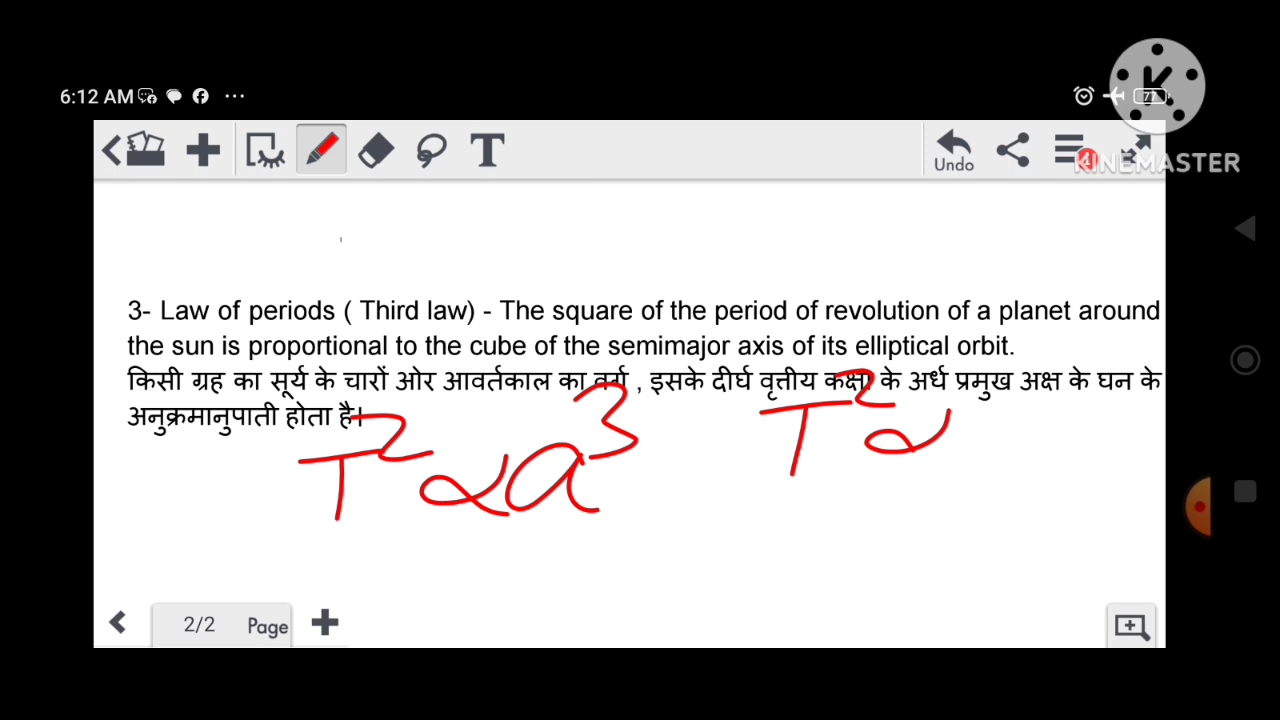 6:12 AM
77
KINEMASTER
Undo
4
3- Law of periods ( Third law) - The square of the period of revolution of a planet around
the sun is proportional to the cube of the semimajor axis of its elliptical orbit.
किसी ग्रह का सूर्य के चारों ओर आवर्तकाल का वर्ग , इसके दीर्घ वृत्तीय कक्षा के अर्ध प्रमुख अक्ष के घन के
अनुक्रमानुपाती होता है।
T² ∝ a³ T² ∝
2/2 Page